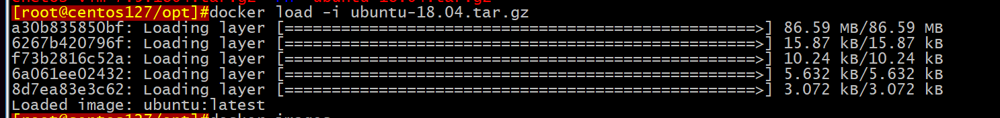 [root@centos127/opt]#docker load -i ubuntu-18.04.tar.gz
a30b835850bf: Loading layer [==================================================>] 86.59 MB/86.59 MB
6267b420796f: Loading layer [==================================================>] 15.87 kB/15.87 kB
f73b2816c52a: Loading layer [==================================================>] 10.24 kB/10.24 kB
6a061ee02432: Loading layer [==================================================>] 5.632 kB/5.632 kB
8d7ea83e3c62: Loading layer [==================================================>] 3.072 kB/3.072 kB
Loaded image: ubuntu:latest
[root@centos127/opt]#docker images